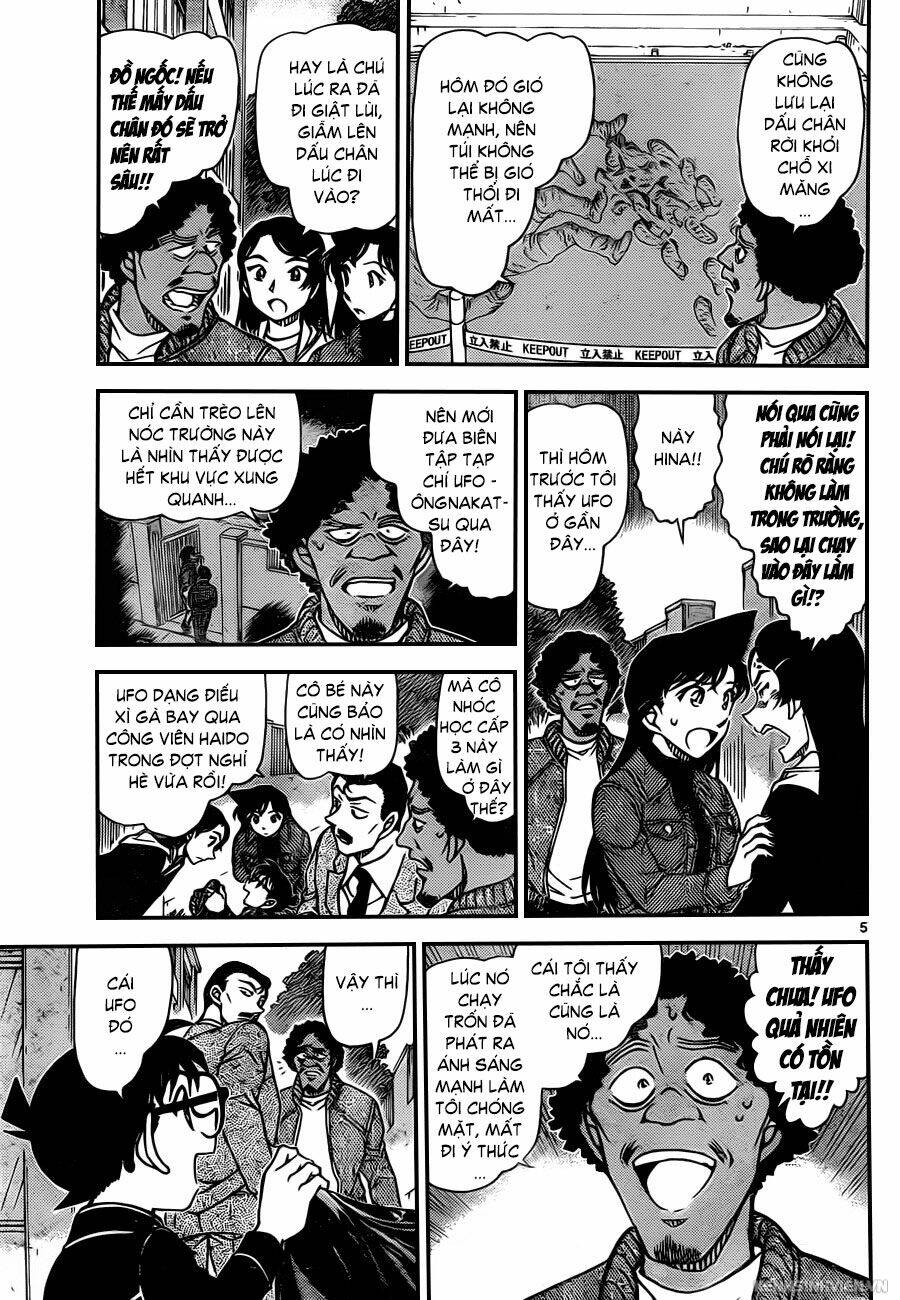 CŨNG
KHÔNG
LƯU LẠI
DẤU CHÂN
RỜI KHỎI
CHỖ XI
MĂNG
...
HÔM ĐÓ GIÓ
LẠI KHÔNG
MẠNH, NÊN
TÚI KHÔNG
THỂ BỊ GIÓ
THỔI ĐI
MẤT...
KEEPOUT 立入禁止 KEEPOUT 立入禁止 KEEPOUT 立入
HAY LÀ CHÚ
LÚC RA ĐÃ
ĐI GIẬT LÙI,
GIẪM LÊN
DẤU CHÂN
LÚC ĐI
VÀO?
ĐỒ NGỐC! NẾU
THẾ MẤY DẤU
CHÂN ĐÓ SẼ TRỞ
NÊN RẤT
SÂU!!
NÓI QUA CŨNG
PHẢI NÓI LẠI!
CHÚ RÕ RÀNG
KHÔNG LÀM
TRONG TRƯỜNG,
SAO LẠI CHẠY
VÀO ĐÂY LÀM
GÌ!?
NÀY
HINA!!
THÌ HÔM
TRƯỚC TÔI
THẤY UFO
Ở GẦN
ĐÂY...
NÊN MỚI
ĐƯA BIÊN
TẬP TẠP
CHÍ UFO -
ÔNGNAKAT-
SU QUA
ĐÂY!
CHỈ CẦN TRÈO LÊN
NÓC TRƯỜNG NÀY
LÀ NHÌN THẤY ĐƯỢC
HẾT KHU VỰC XUNG
QUANH...
MÀ CÔ
NHÓC
HỌC CẤP
3 NÀY
LÀM GÌ
Ở ĐÂY
THẾ?
CÔ BÉ NÀY
CŨNG BẢO
LÀ CÓ NHÌN
THẤY!
UFO DẠNG ĐIẾU
XÌ GÀ BAY QUA
CÔNG VIÊN HAIDO
TRONG ĐỢT NGHỈ
HÈ VỪA RỒI!
5
THẤY
CHƯA! UFO
QUẢ NHIÊN
CÓ TỒN
TẠI!!
CÁI TÔI THẤY
CHẮC LÀ
CŨNG LÀ
NÓ...
LÚC NÓ
CHẠY
TRỐN ĐÃ
PHÁT RA
ÁNH SÁNG
MẠNH LÀM
TÔI CHÓNG
MẶT, MẤT
ĐI Ý THỨC
...
VẬY THÌ
...
CÁI
UFO
ĐÓ
...